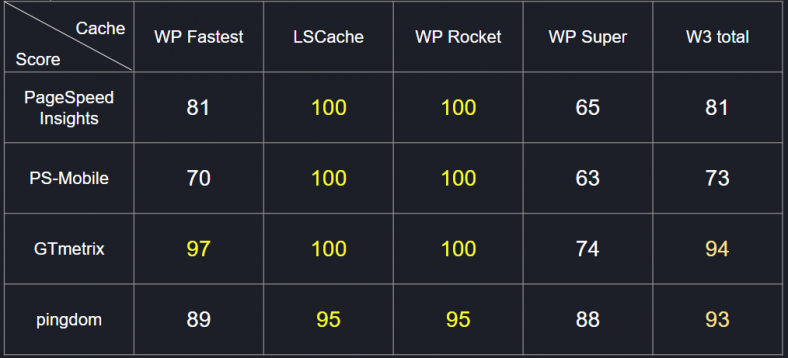 Cache
Score
WP Fastest LSCache WP Rocket WP Super W3 total
PageSpeed
Insights
81 100 100 65 81
PS-Mobile 70 100 100 63 73
GTmetrix 97 100 100 74 94
pingdom 89 95 95 88 93